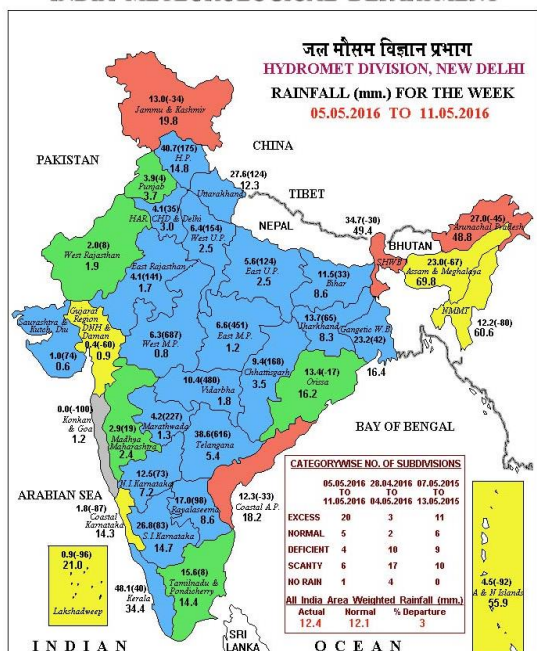 INDIA METEOROLOGICAL DEPARTMENT
जल मौसम विज्ञान प्रभाग
HYDROMET DIVISION, NEW DELHI
RAINFALL (mm.) FOR THE WEEK
05.05.2016 TO 11.05.2016
13.0(-34)
Jammu & Kashmir
19.8
CHINA
PAKISTAN
40.7(175)
H.P.
14.8
3.9(4)
Punjab
3.7
27.6(124)
Uttarakhand
12.3
TIBET
4.1(35)
HAR. CHD & Delhi
3.0
6.4(154)
West U.P.
2.5
NEPAL
34.7(-30)
49.4
BHUTAN
27.0(-45)
Arunachal Pradesh
48.8
2.0(8)
West Rajasthan
1.9
East Rajasthan
4.1(141)
1.7
5.6(124)
East U.P.
2.5
11.5(33)
Bihar
8.6
SHWB
23.0(-67)
Assam & Meghalaya
69.8
NMMT
12.2(-80)
60.6
Saurashtra &
Kutch, Diu
1.0(74)
0.6
Gujarat
Region
DNH &
Daman
0.4(-60)
0.9
6.3(687)
West M.P.
0.8
6.6(451)
East M.P.
1.2
13.7(65)
Jharkhand
8.3
Gangetic W.B.
23.2(42)
16.4
9.4(168)
Chhattisgarh
3.5
13.4(-17)
Orissa
16.2
10.4(480)
Vidarbha
1.8
0.0(-100)
Konkan
& Goa
1.2
2.9(19)
Madhya
Maharashtra
2.4
4.2(227)
Marathwada
1.3
38.6(616)
Telangana
5.4
BAY OF BENGAL
12.5(73)
N.I.Karnataka
7.2
ARABIAN SEA
1.8(-87)
Coastal
Karnataka
14.3
17.0(98)
Rayalaseema
8.6
12.3(-33)
Coastal A.P.
18.2
26.8(83)
S.I.Karnataka
14.7
0.9(-96)
21.0
Lakshadweep
48.1(40)
Kerala
34.4
15.6(8)
Tamilnadu &
Pondicherry
14.4
CATEGORYWISE NO. OF SUBDIVISIONS
05.05.2016 28.04.2016 07.05.2015
TO TO TO
11.05.2016 04.05.2016 13.05.2015
EXCESS 20 3 11
NORMAL 5 2 6
DEFICIENT 4 10 9
SCANTY 6 17 10
NO RAIN 1 4 0
All India Area Weighted Rainfall (mm.)
Actual Normal % Departure
12.4 12.1 3
4.5(-92)
A & N Islands
55.9
SRI
LANKA
INDIAN OCEAN